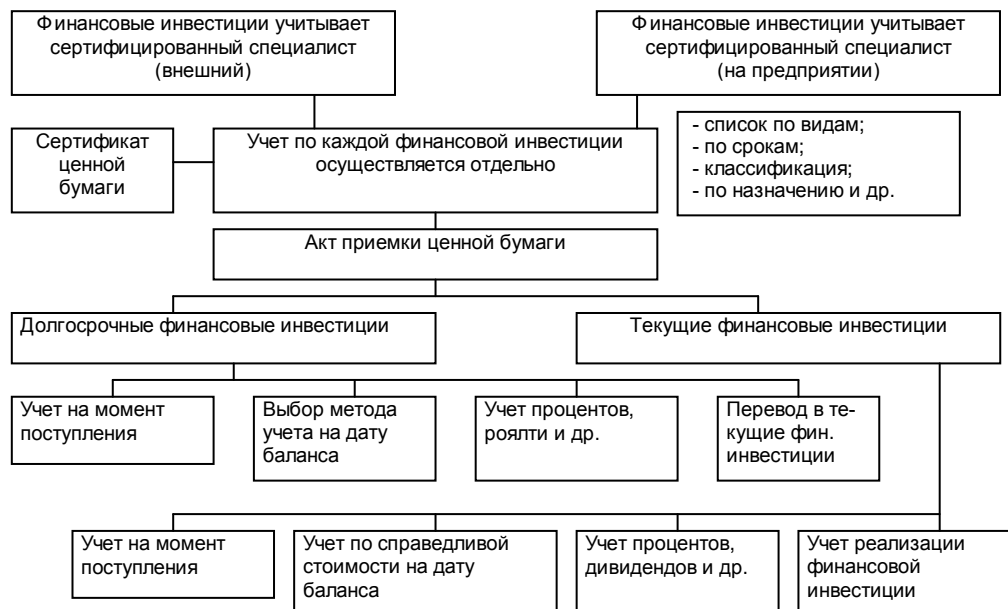 Финансовые инвестиции учитывает
сертифицированный специалист
(внешний)
Финансовые инвестиции учитывает
сертифицированный специалист
(на предприятии)
Сертификат
ценной
бумаги
Учет по каждой финансовой инвестиции
осуществляется отдельно
- список по видам;
- по срокам;
- классификация;
- по назначению и др.
Акт приемки ценной бумаги
Долгосрочные финансовые инвестиции
Текущие финансовые инвестиции
Учет на момент
поступления
Выбор метода
учета на дату
баланса
Учет процентов,
роялти и др.
Перевод в те-
кущие фин.
инвестиции
Учет на момент
поступления
Учет по справедливой
стоимости на дату
баланса
Учет процентов,
дивидендов и др.
Учет реализации
финансовой
инвестиции